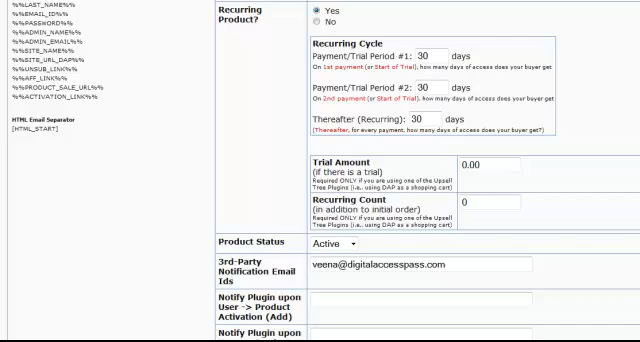 %%LAST_NAME%%
%%EMAIL_ID%%
%%PASSWORD%%
%%ADMIN_NAME%%
%%ADMIN_EMAIL%%
%%SITE_NAME%%
%%SITE_URL_DAP%%
%%UNSUB_LINK%%
%%AFF_LINK%%
%%PRODUCT_SALE_URL%%
%%ACTIVATION_LINK%%
HTML Email Separator
[HTML_START]
Recurring
Product?
Yes
No
Recurring Cycle
Payment/Trial Period #1: 30 days
On 1st payment (or Start of Trial), how many days of access does your buyer get
Payment/Trial Period #2: 30 days
On 2nd payment (or Start of Trial), how many days of access does your buyer get
Thereafter (Recurring): 30 days
(Thereafter, for every payment, how many days of access does your buyer get?)
Trial Amount
(if there is a trial)
Required ONLY if you are using one of the Upsell
Tree Plugins (i.e., using DAP as a shopping cart)
0.00
Recurring Count
(in addition to initial order)
Required ONLY if you are using one of the Upsell
Tree Plugins (i.e., using DAP as a shopping cart)
0
Product Status
Active
3rd-Party
Notification Email
Ids
veena@digitalaccesspass.com
Notify Plugin upon
User -> Product
Activation (Add)
Notify Plugin upon